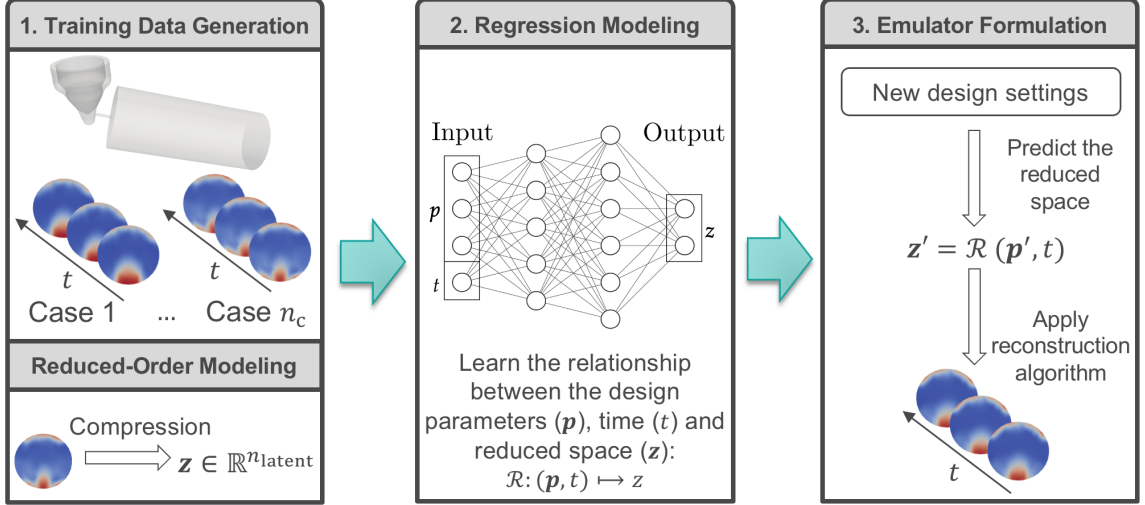 1. Training Data Generation
t
t
Case 1 ... Case n_c
Reduced-Order Modeling
Compression
z ∈ ℝ^{n_latent}
2. Regression Modeling
Input
Output
p
z
t
Learn the relationship
between the design
parameters (p), time (t) and
reduced space (z):
ℛ: (p, t) ↦ z
3. Emulator Formulation
New design settings
Predict the
reduced
space
z′ = ℛ (p′, t)
Apply
reconstruction
algorithm
t